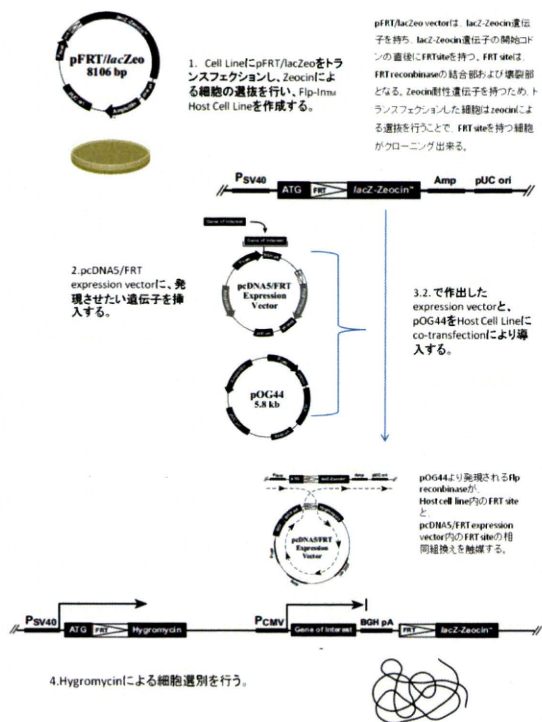 pFRT/lacZeo
8106 bp
1. Cell LineにpFRT/lacZeoをト
ランスフェクションし、Zeocinによ
る細胞の選抜を行い、Flp-In™
Host Cell Lineを作成する。
pFRT/lacZeo vectorは、lacZ-Zeocin遺伝
子を持ち、lacZ-Zeocin遺伝子の開始コド
ンの直後にFRTsiteを持つ。FRT siteは、
FRT recombinaseの結合部および壊裂部
となる。Zeocin耐性遺伝子を持つため、ト
ランスフェクションした細胞はzeocinによ
る選抜を行うことで、FRT siteを持つ細胞
がクローニング出来る。
PSV40 ATG FRT lacZ-Zeocin™ Amp pUC ori
Gene of Interest
Gene of Interest
2.pcDNA5/FRT
expression vectorに、発
現させたい遺伝子を挿
入する。
pcDNA5/FRT
Expression
Vector
3.2. で作出した
expression vectorと、
pOG44をHost Cell Lineに
co-transfectionにより導
入する。
pOG44
5.8 kb
pcDNA5/FRT
Expression
Vector
pOG44より発現されるFlp
reconbinaseが、
Host cell line内のFRT site
と、
pcDNA5/FRT expression
vector内のFRT siteの相
同組換えを触媒する。
PSV40 ATG FRT Hygromycin PCMV Gene of Interest BGH pA FRT lacZ-Zeocin™
4.Hygromycinによる細胞選別を行う。